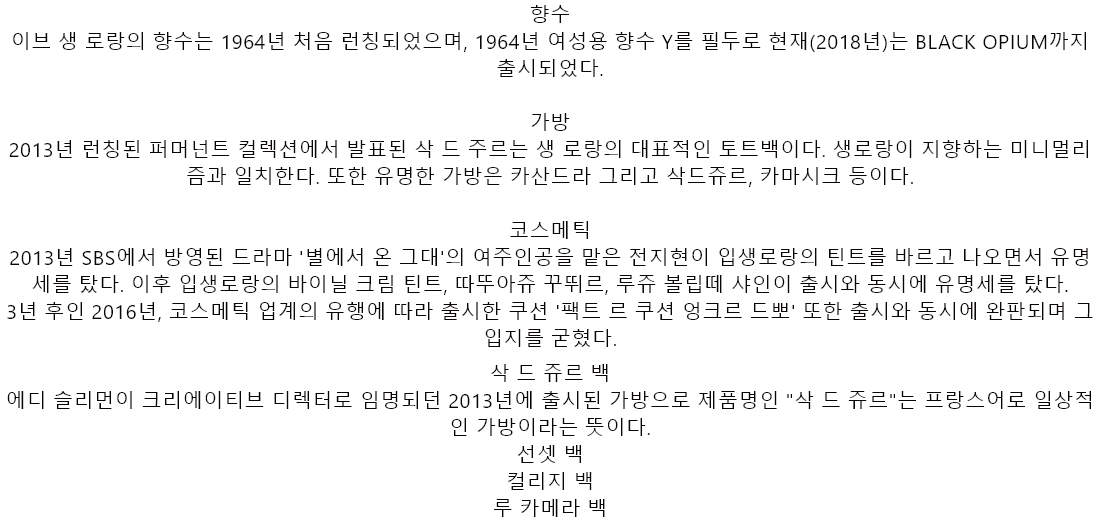 향수
이브 생 로랑의 향수는 1964년 처음 런칭되었으며, 1964년 여성용 향수 Y를 필두로 현재(2018년)는 BLACK OPIUM까지
출시되었다.
가방
2013년 런칭된 퍼머넌트 컬렉션에서 발표된 삭 드 주르는 생 로랑의 대표적인 토트백이다. 생로랑이 지향하는 미니멀리
즘과 일치한다. 또한 유명한 가방은 카산드라 그리고 삭드쥬르, 카마시크 등이다.
코스메틱
2013년 SBS에서 방영된 드라마 '별에서 온 그대'의 여주인공을 맡은 전지현이 입생로랑의 틴트를 바르고 나오면서 유명
세를 탔다. 이후 입생로랑의 바이닐 크림 틴트, 따뚜아쥬 꾸뛰르, 루쥬 볼립떼 샤인이 출시와 동시에 유명세를 탔다.
3년 후인 2016년, 코스메틱 업계의 유행에 따라 출시한 쿠션 '팩트 르 쿠션 엉크르 드뽀' 또한 출시와 동시에 완판되며 그
입지를 굳혔다.
삭 드 쥬르 백
에디 슬리먼이 크리에이티브 디렉터로 임명되던 2013년에 출시된 가방으로 제품명인 "삭 드 쥬르"는 프랑스어로 일상적
인 가방이라는 뜻이다.
선셋 백
컬리지 백
루 카메라 백